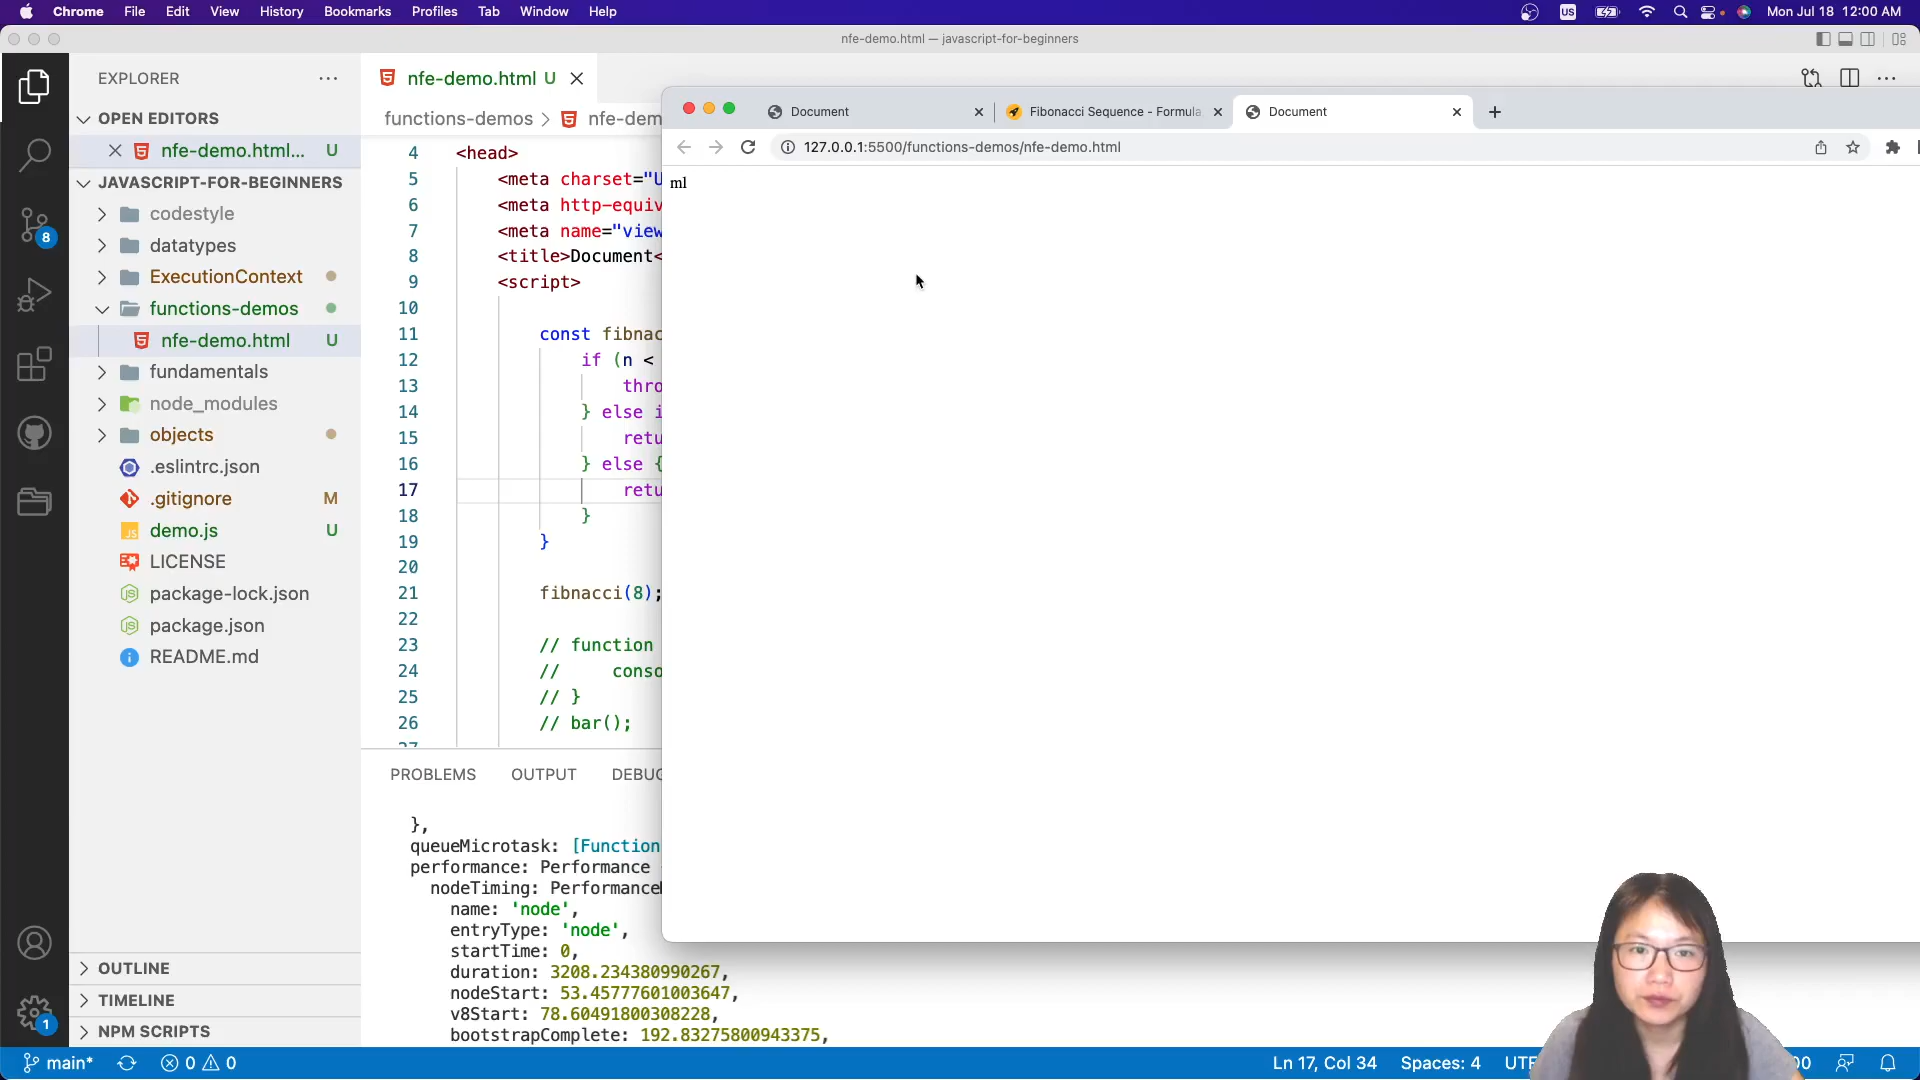 Chrome File Edit View History Bookmarks Profiles Tab Window Help
US
Mon Jul 18 12:00 AM
nfe-demo.html — javascript-for-beginners
EXPLORER
nfe-demo.html U
OPEN EDITORS
functions-demos
nfe-dem
nfe-demo.html... U
JAVASCRIPT-FOR-BEGINNERS
codestyle
datatypes
ExecutionContext
functions-demos
nfe-demo.html U
fundamentals
node_modules
objects
.eslintrc.json
.gitignore M
demo.js U
LICENSE
package-lock.json
package.json
README.md
OUTLINE
TIMELINE
NPM SCRIPTS
8
1
4 <head>
5 <meta charset="U
6 <meta http-equiv
7 <meta name="view
8 <title>Document<
9 <script>
10
11 const fibnac
12 if (n <
13 thro
14 } else i
15 retu
16 } else {
17 retu
18 }
19 }
20
21 fibnacci(8);
22
23 // function
24 // conso
25 // }
26 // bar();
27
PROBLEMS OUTPUT DEBUG
},
queueMicrotask: [Function
performance: Performance
nodeTiming: Performance
name: 'node',
entryType: 'node',
startTime: 0,
duration: 3208.234380990267,
nodeStart: 53.45777601003647,
v8Start: 78.60491800308228,
bootstrapComplete: 192.83275800943375,
Document
Fibonacci Sequence - Formula
Document
127.0.0.1:5500/functions-demos/nfe-demo.html
ml
main* 0 0
Ln 17, Col 34 Spaces: 4 UTF
00